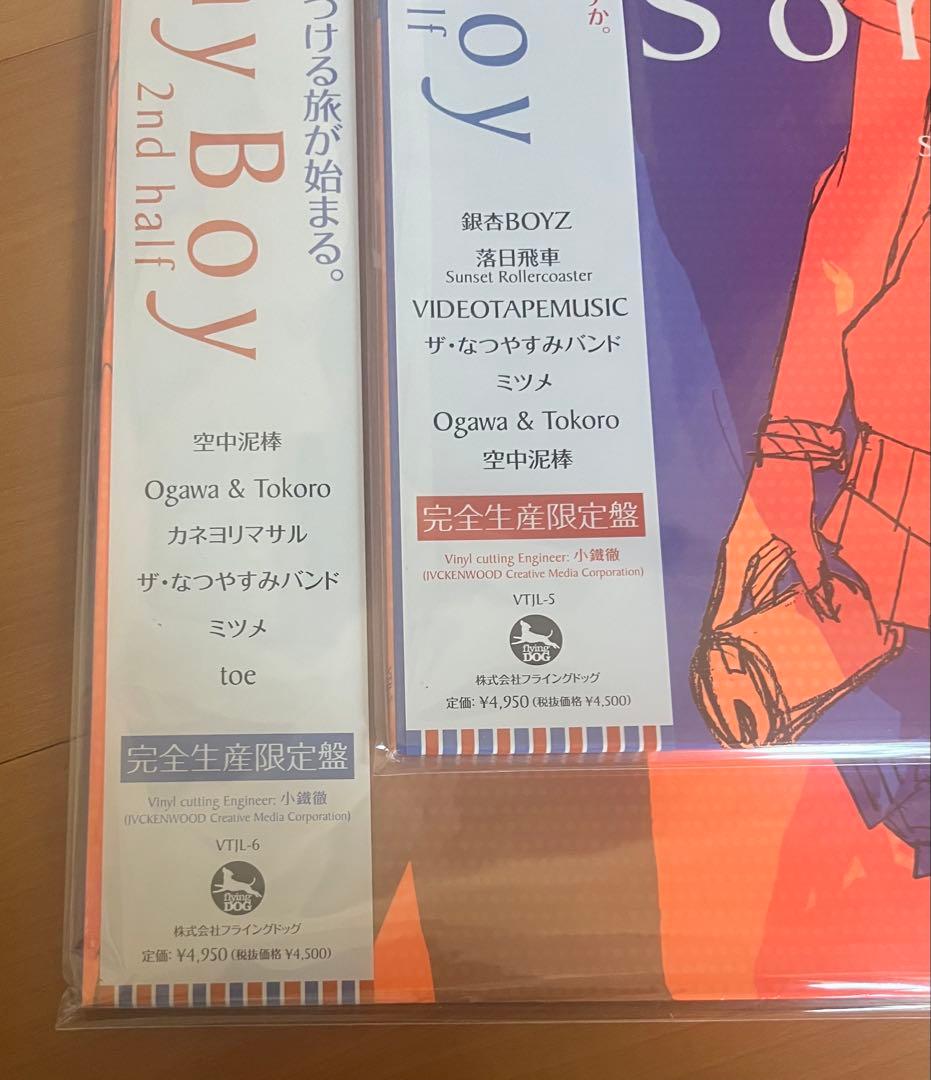 つける旅が始まる。
y Boy
2nd half
空中泥棒
Ogawa & Tokoro
カネヨリマサル
ザ・なつやすみバンド
ミツメ
toe
完全生産限定盤
Vinyl cutting Engineer: 小鐵徹
(JVCKENWOOD Creative Media Corporation)
VTJL-6
flying
DOG
株式会社フライングドッグ
定価: ¥4,950 (税抜価格 ¥4,500)
か。
oy
lf
銀杏BOYZ
落日飛車
Sunset Rollercoaster
VIDEOTAPEMUSIC
ザ・なつやすみバンド
ミツメ
Ogawa & Tokoro
空中泥棒
完全生産限定盤
Vinyl cutting Engineer: 小鐵徹
(JVCKENWOOD Creative Media Corporation)
VTJL-5
flying
DOG
株式会社フライングドッグ
定価: ¥4,950 (税抜価格 ¥4,500)
So